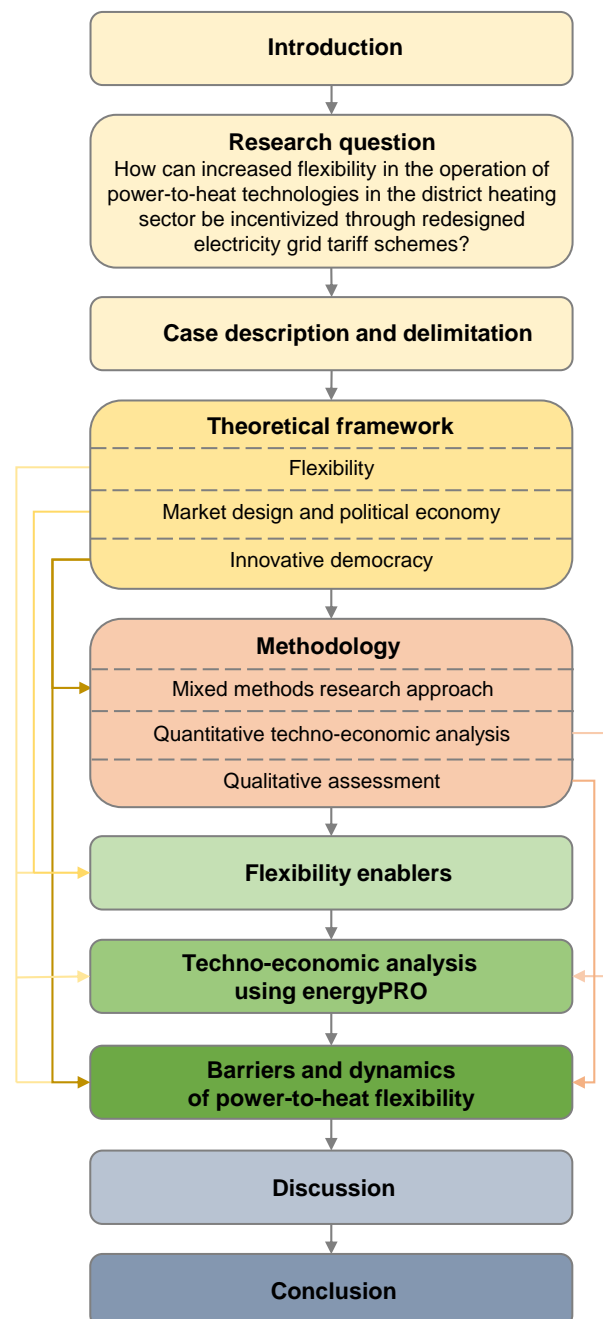 Introduction
Research question
How can increased flexibility in the operation of
power-to-heat technologies in the district heating
sector be incentivized through redesigned
electricity grid tariff schemes?
Case description and delimitation
Theoretical framework
Flexibility
Market design and political economy
Innovative democracy
Methodology
Mixed methods research approach
Quantitative techno-economic analysis
Qualitative assessment
Flexibility enablers
Techno-economic analysis
using energyPRO
Barriers and dynamics
of power-to-heat flexibility
Discussion
Conclusion